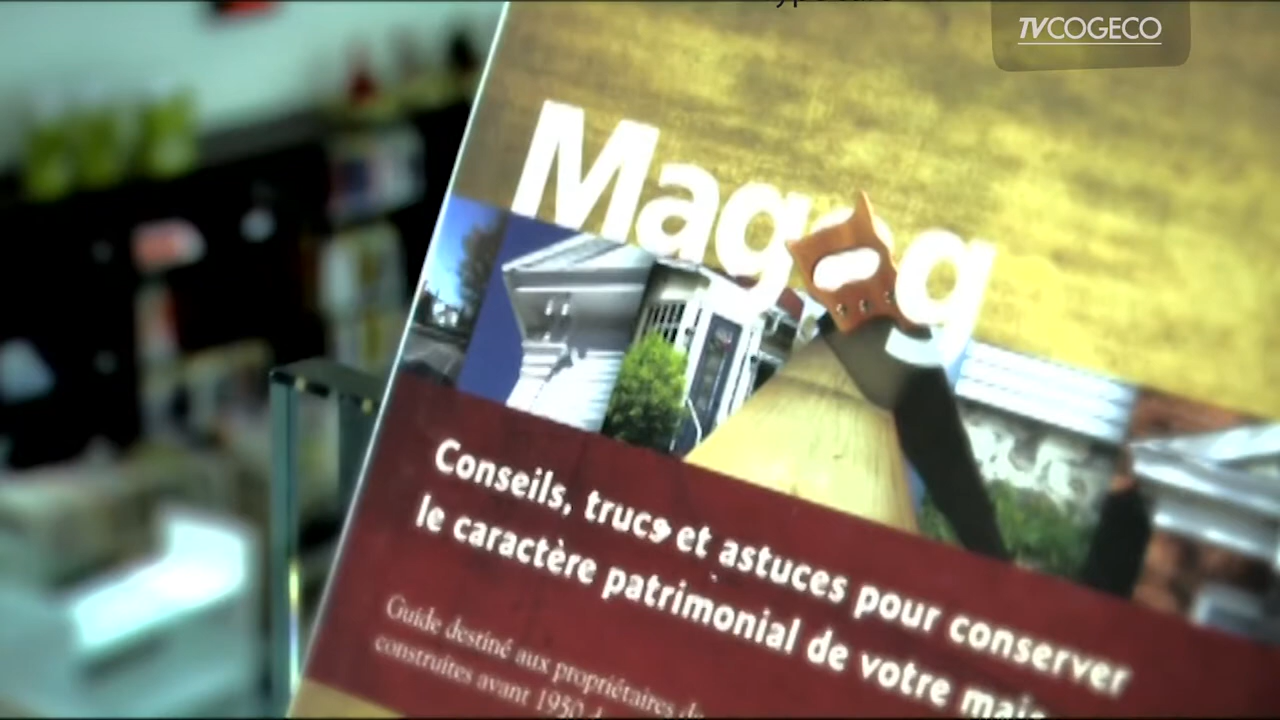 TVCOGECO
Magog
Conseils, trucs et astuces pour conserver
le caractère patrimonial de votre
Guide destiné aux propriétaires
construites avant 1950